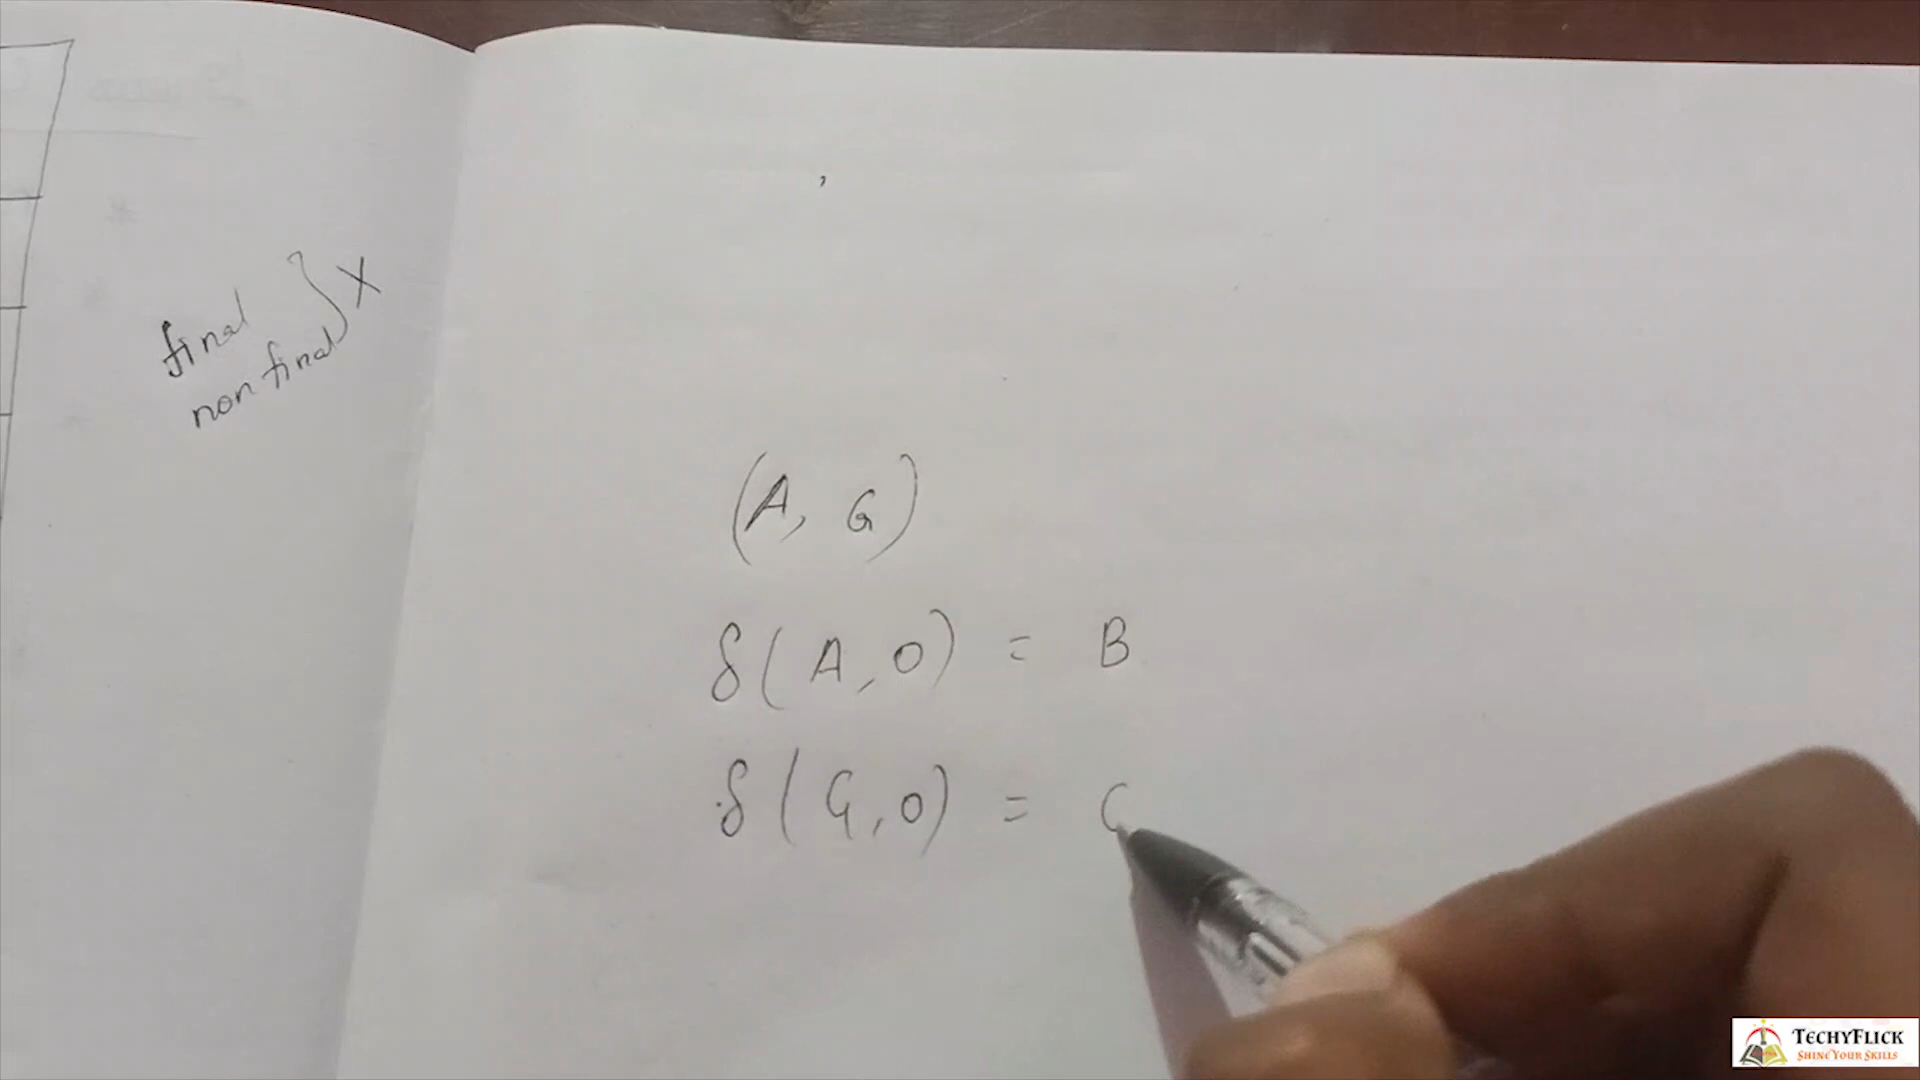 final
non final } X
(A, G)
δ(A, 0) = B
δ(G, 0) = G
TECHYFLICK
SHINE YOUR SKILLS